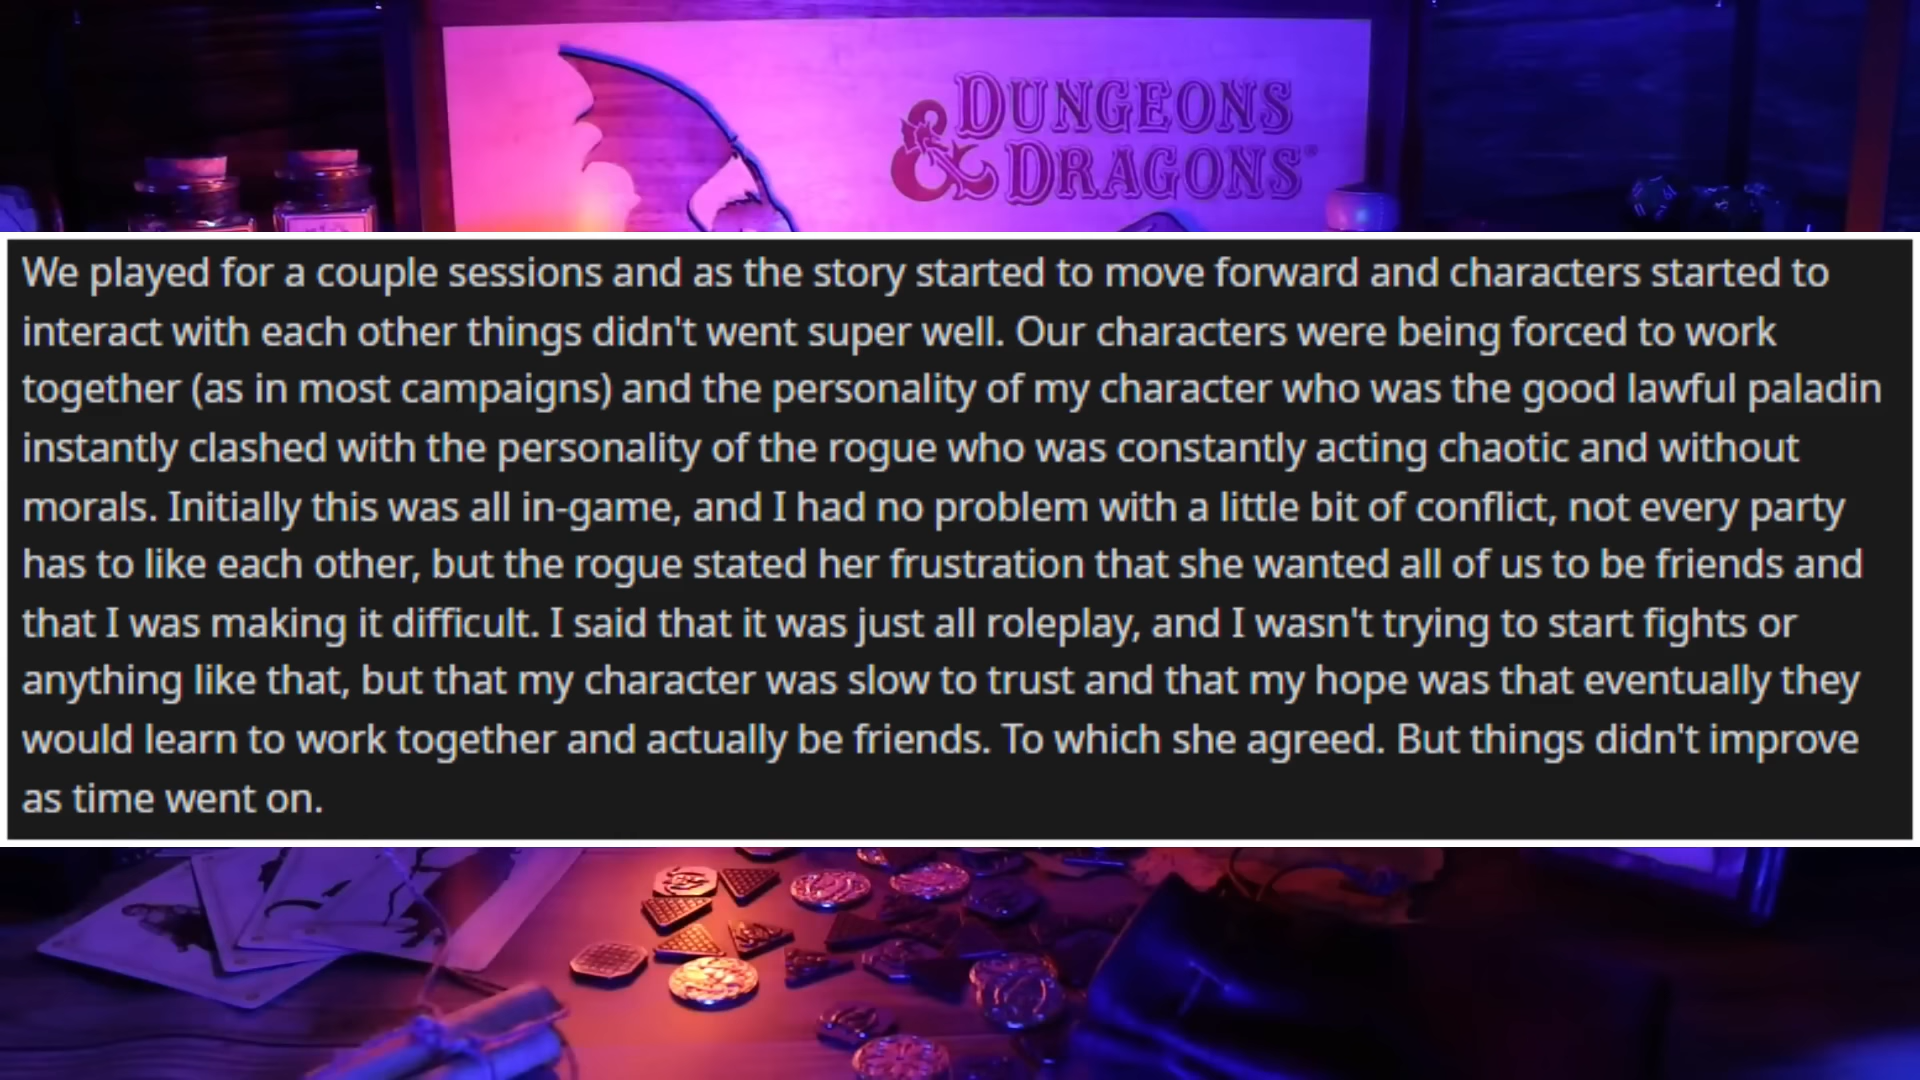 DUNGEONS
& DRAGONS®
We played for a couple sessions and as the story started to move forward and characters started to
interact with each other things didn't went super well. Our characters were being forced to work
together (as in most campaigns) and the personality of my character who was the good lawful paladin
instantly clashed with the personality of the rogue who was constantly acting chaotic and without
morals. Initially this was all in-game, and I had no problem with a little bit of conflict, not every party
has to like each other, but the rogue stated her frustration that she wanted all of us to be friends and
that I was making it difficult. I said that it was just all roleplay, and I wasn't trying to start fights or
anything like that, but that my character was slow to trust and that my hope was that eventually they
would learn to work together and actually be friends. To which she agreed. But things didn't improve
as time went on.